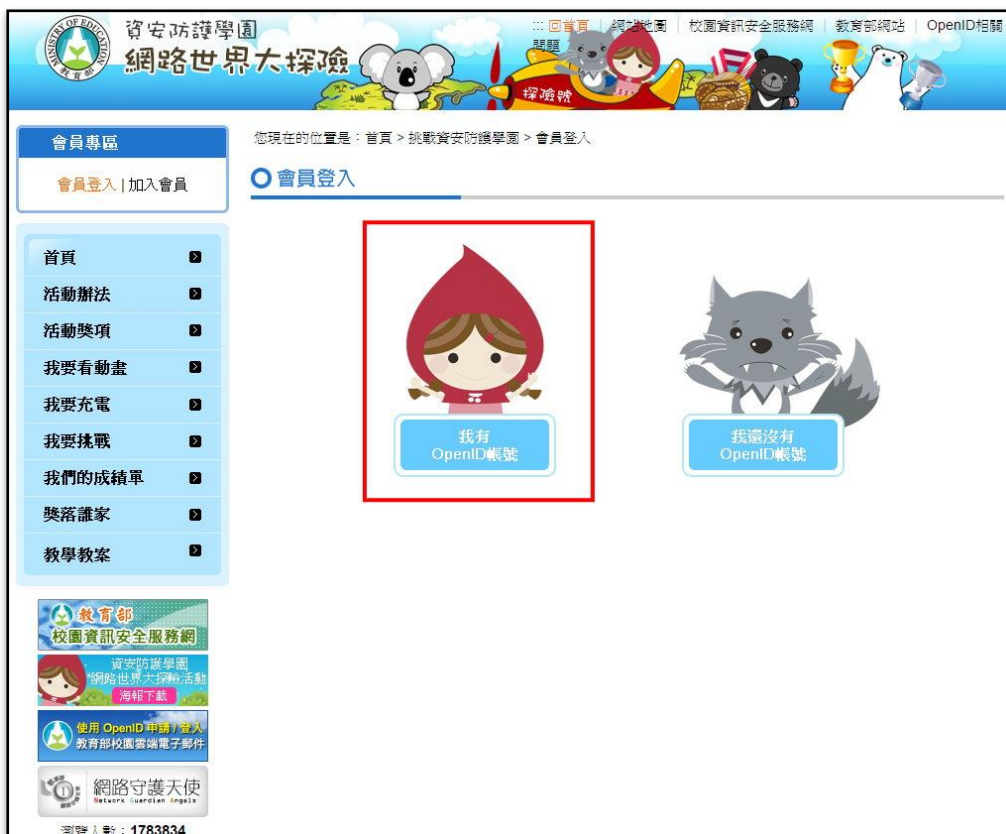 MINISTRY OF EDUCATION
教育部
資安防護學園
網路世界大探險
::: 回首頁 | 網站地圖 | 校園資訊安全服務網 | 教育部網站 | OpenID相關
問題
探險號
會員專區
會員登入 | 加入會員
首頁
活動辦法
活動獎項
我要看動畫
我要充電
我要挑戰
我們的成績單
獎落誰家
教學教案
教育部
校園資訊安全服務網
資安防護學園
網路世界大探險活動
海報下載
使用 OpenID 申請 / 登入
教育部校園雲端電子郵件
網路守護天使
Network Guardian Angels
瀏覽人數：1783834
您現在的位置是：首頁 > 挑戰資安防護學園 > 會員登入
會員登入
我有
OpenID帳號
我還沒有
OpenID帳號